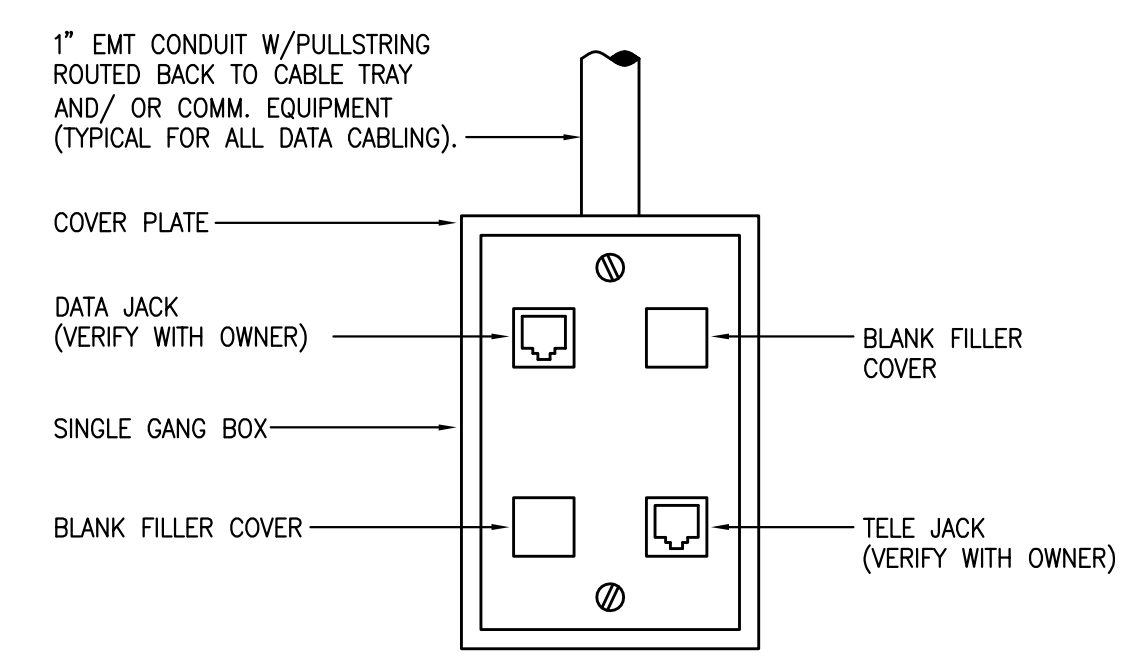 1" EMT CONDUIT W/PULLSTRING
ROUTED BACK TO CABLE TRAY
AND/ OR COMM. EQUIPMENT
(TYPICAL FOR ALL DATA CABLING).
COVER PLATE
DATA JACK
(VERIFY WITH OWNER)
BLANK FILLER
COVER
SINGLE GANG BOX
BLANK FILLER COVER
TELE JACK
(VERIFY WITH OWNER)